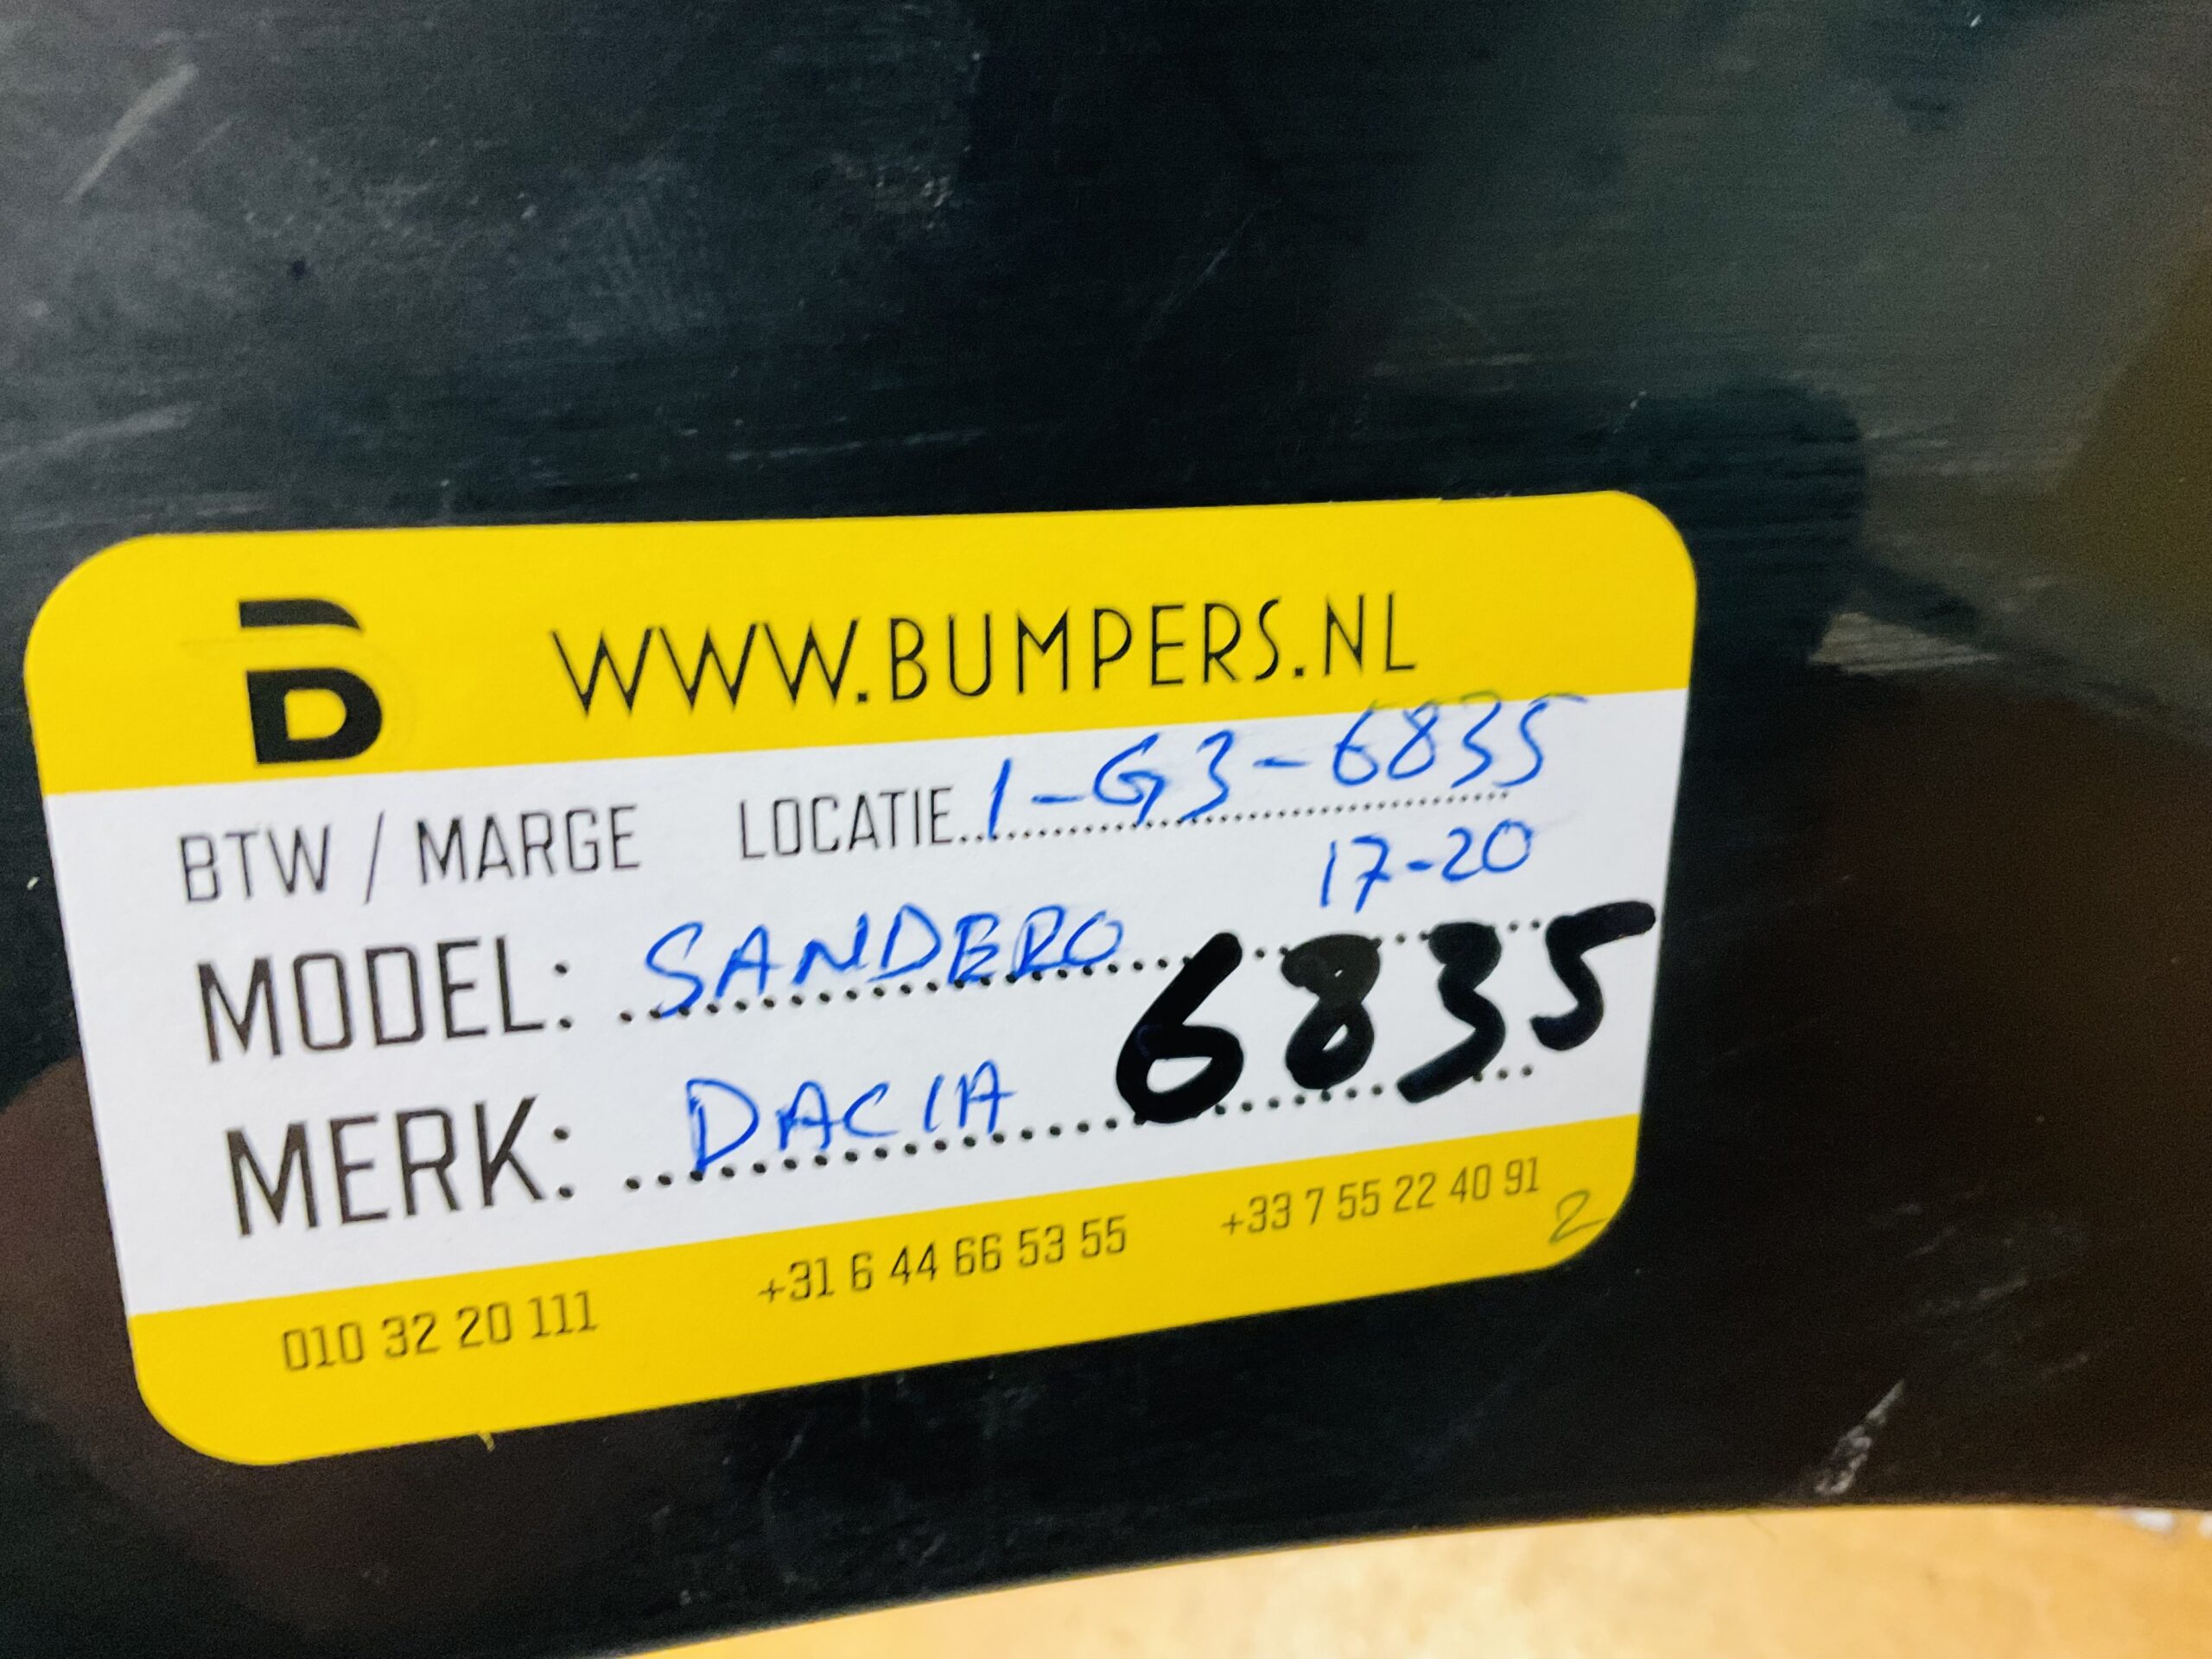 B WWW.BUMPERS.NL
BTW / MARGE LOCATIE 1-G3-6835
17-20
MODEL: SANDERO
MERK: DACIA 6835
010 32 20 111 +31 6 44 66 53 55 +33 7 55 22 40 91 2